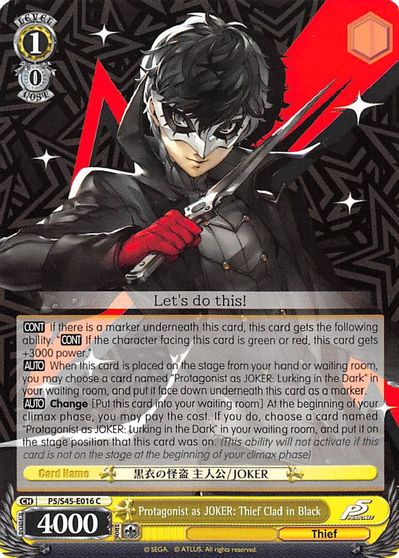 LEVEL
1
0
COST
Let's do this!
CONT If there is a marker underneath this card, this card gets the following
ability. "CONT If the character facing this card is green or red, this card gets
+3000 power."
AUTO When this card is placed on the stage from your hand or waiting room,
you may choose a card named "Protagonist as JOKER: Lurking in the Dark" in
your waiting room, and put it face down underneath this card as a marker.
AUTO Change [Put this card into your waiting room] At the beginning of your
climax phase, you may pay the cost. If you do, choose a card named
"Protagonist as JOKER: Lurking in the Dark" in your waiting room, and put it on
the stage position that this card was on. (This ability does not activate if this
card is not on the stage at the beginning of your climax phase)
Card Name 黒衣の怪盗 主人公/JOKER
CH P5/S45-E016 C
Protagonist as JOKER: Thief Clad in Black
P5
POWER
4000
SOUL
Thief
© SEGA. © ATLUS. All rights reserved.